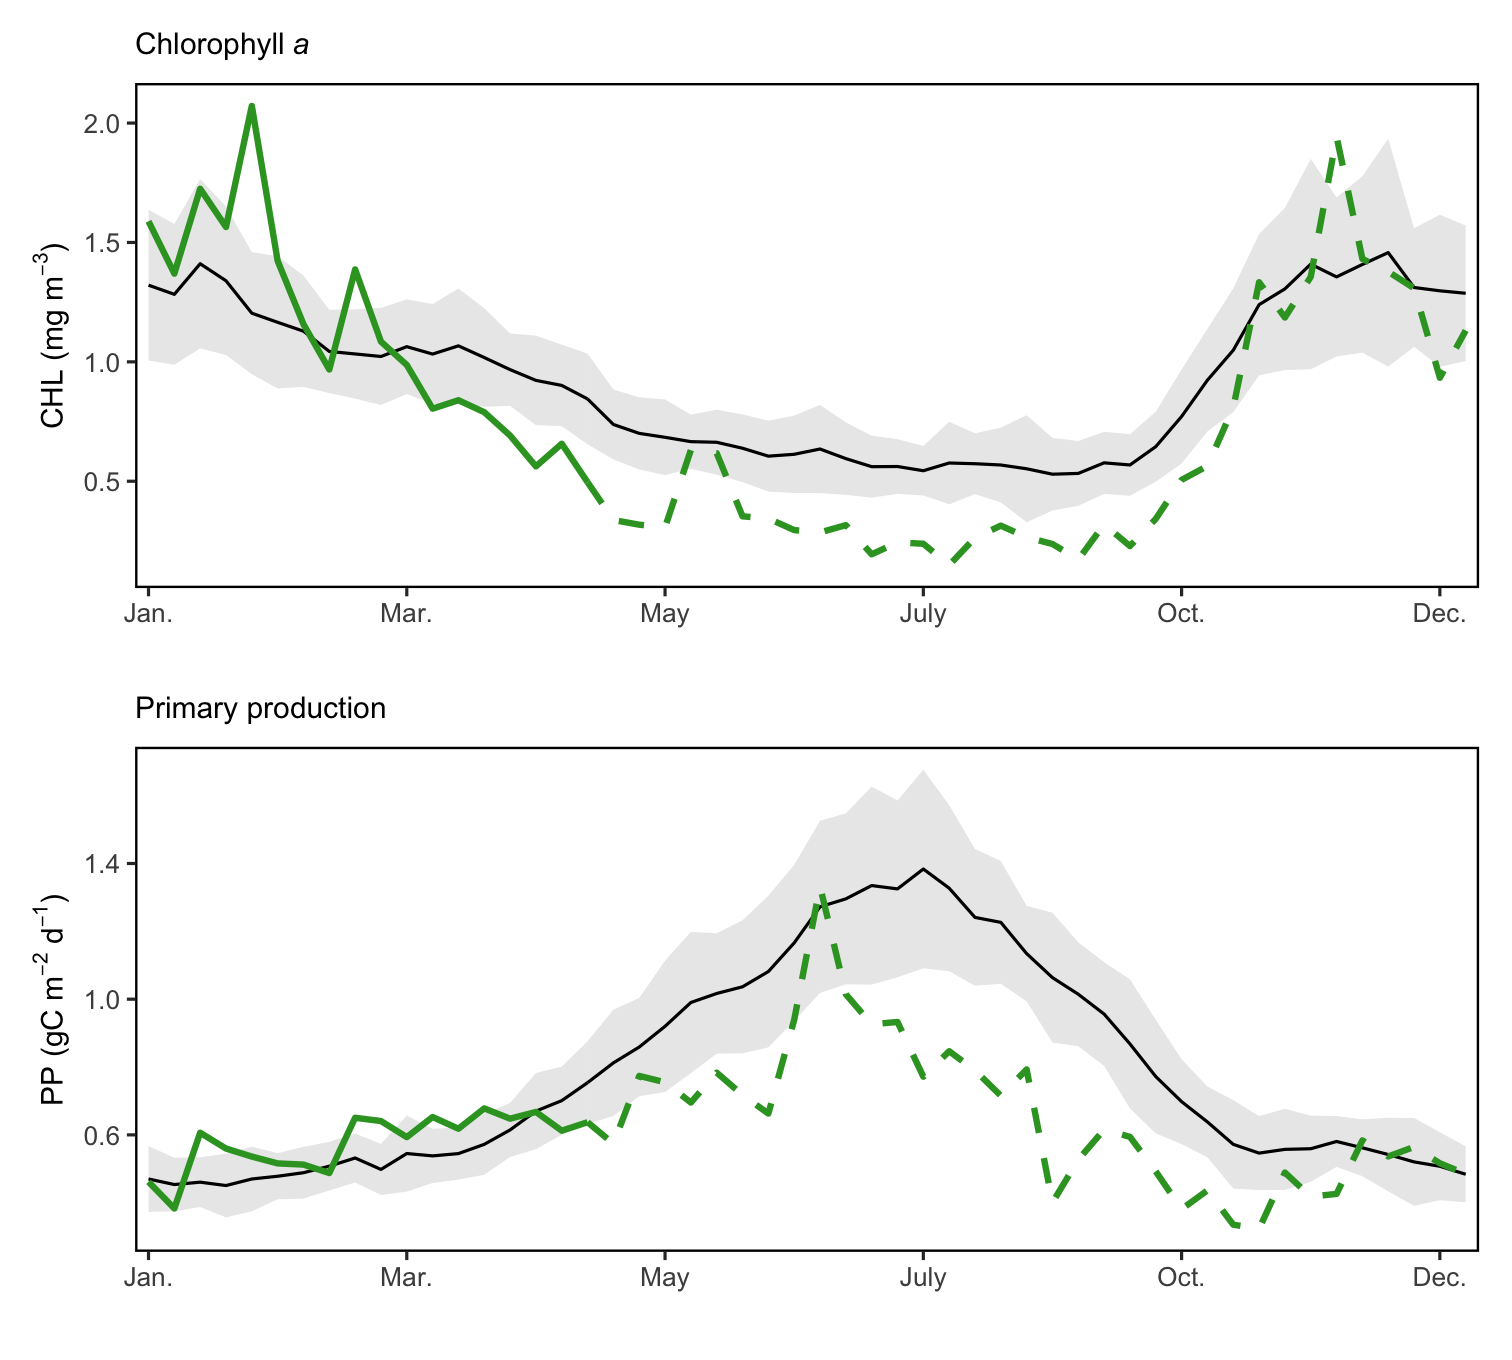 Chlorophyll a
2.0
1.5
1.0
0.5
CHL (mg m⁻³)
Jan. Mar. May July Oct. Dec.
Primary production
1.4
1.0
0.6
PP (gC m⁻² d⁻¹)
Jan. Mar. May July Oct. Dec.